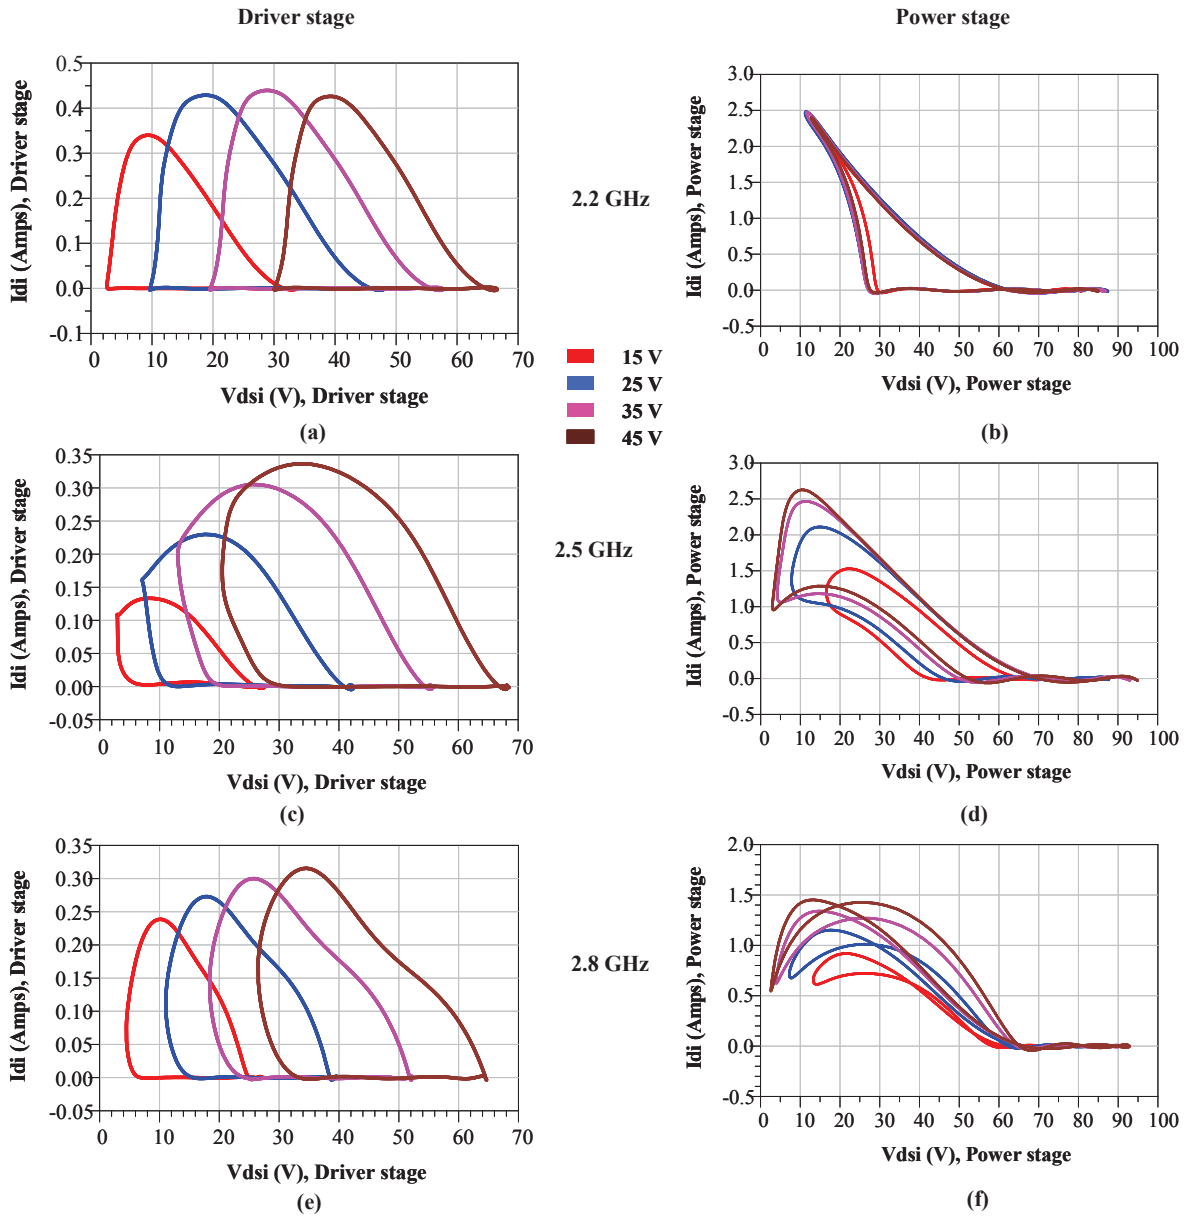 Driver stage
Power stage
Idi (Amps), Driver stage
0.5
0.4
0.3
0.2
0.1
0.0
-0.1
0 10 20 30 40 50 60 70
Vdsi (V), Driver stage
(a)
2.2 GHz
Idi (Amps), Power stage
3.0
2.5
2.0
1.5
1.0
0.5
0.0
-0.5
0 10 20 30 40 50 60 70 80 90 100
Vdsi (V), Power stage
(b)
15 V
25 V
35 V
45 V
Idi (Amps), Driver stage
0.35
0.30
0.25
0.20
0.15
0.10
0.05
0.00
-0.05
0 10 20 30 40 50 60 70
Vdsi (V), Driver stage
(c)
2.5 GHz
Idi (Amps), Power stage
3.0
2.5
2.0
1.5
1.0
0.5
0.0
-0.5
0 10 20 30 40 50 60 70 80 90 100
Vdsi (V), Power stage
(d)
Idi (Amps), Driver stage
0.35
0.30
0.25
0.20
0.15
0.10
0.05
0.00
-0.05
0 10 20 30 40 50 60 70
Vdsi (V), Driver stage
(e)
2.8 GHz
Idi (Amps), Power stage
2.0
1.5
1.0
0.5
0.0
-0.5
0 10 20 30 40 50 60 70 80 90 100
Vdsi (V), Power stage
(f)